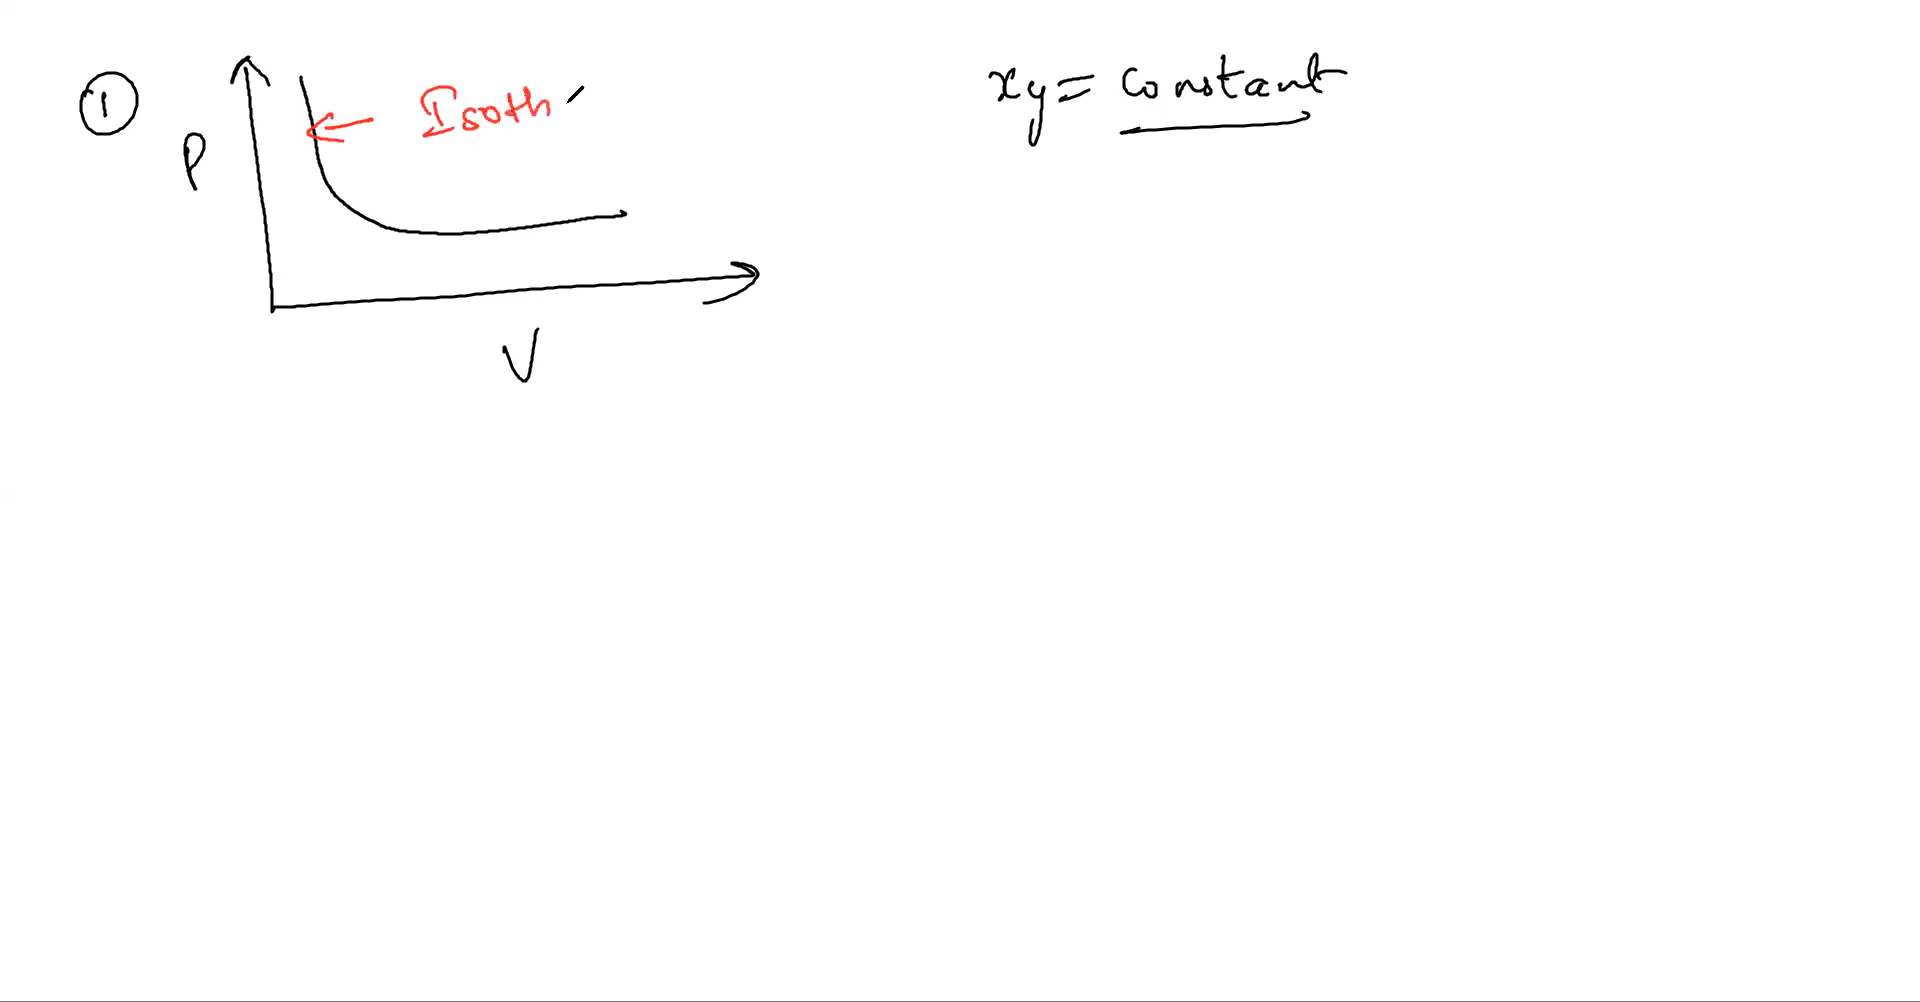 ①
P
Isoth
V
xy = constant